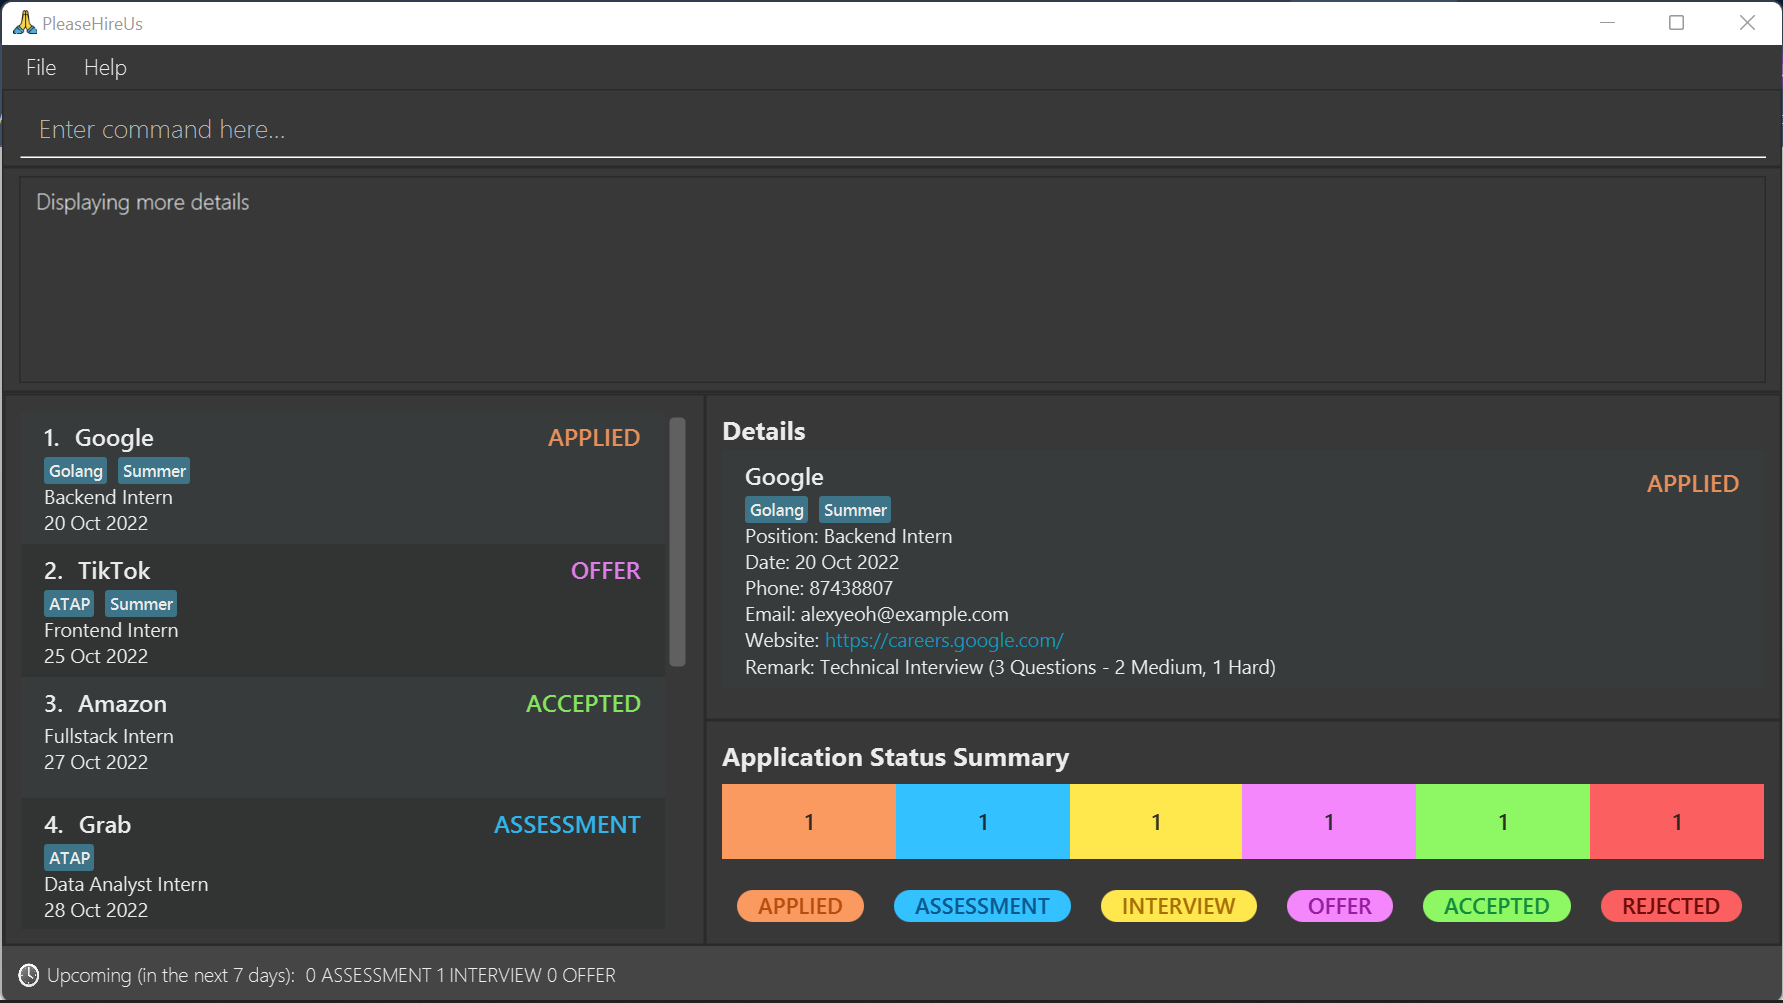 PleaseHireUs
File Help
Enter command here...
Displaying more details
1. Google APPLIED
Golang Summer
Backend Intern
20 Oct 2022
2. TikTok OFFER
ATAP Summer
Frontend Intern
25 Oct 2022
3. Amazon ACCEPTED
Fullstack Intern
27 Oct 2022
4. Grab ASSESSMENT
ATAP
Data Analyst Intern
28 Oct 2022
Details
Google APPLIED
Golang Summer
Position: Backend Intern
Date: 20 Oct 2022
Phone: 87438807
Email: alexyeoh@example.com
Website: https://careers.google.com/
Remark: Technical Interview (3 Questions - 2 Medium, 1 Hard)
Application Status Summary
1 1 1 1 1 1
APPLIED ASSESSMENT INTERVIEW OFFER ACCEPTED REJECTED
Upcoming (in the next 7 days): 0 ASSESSMENT 1 INTERVIEW 0 OFFER